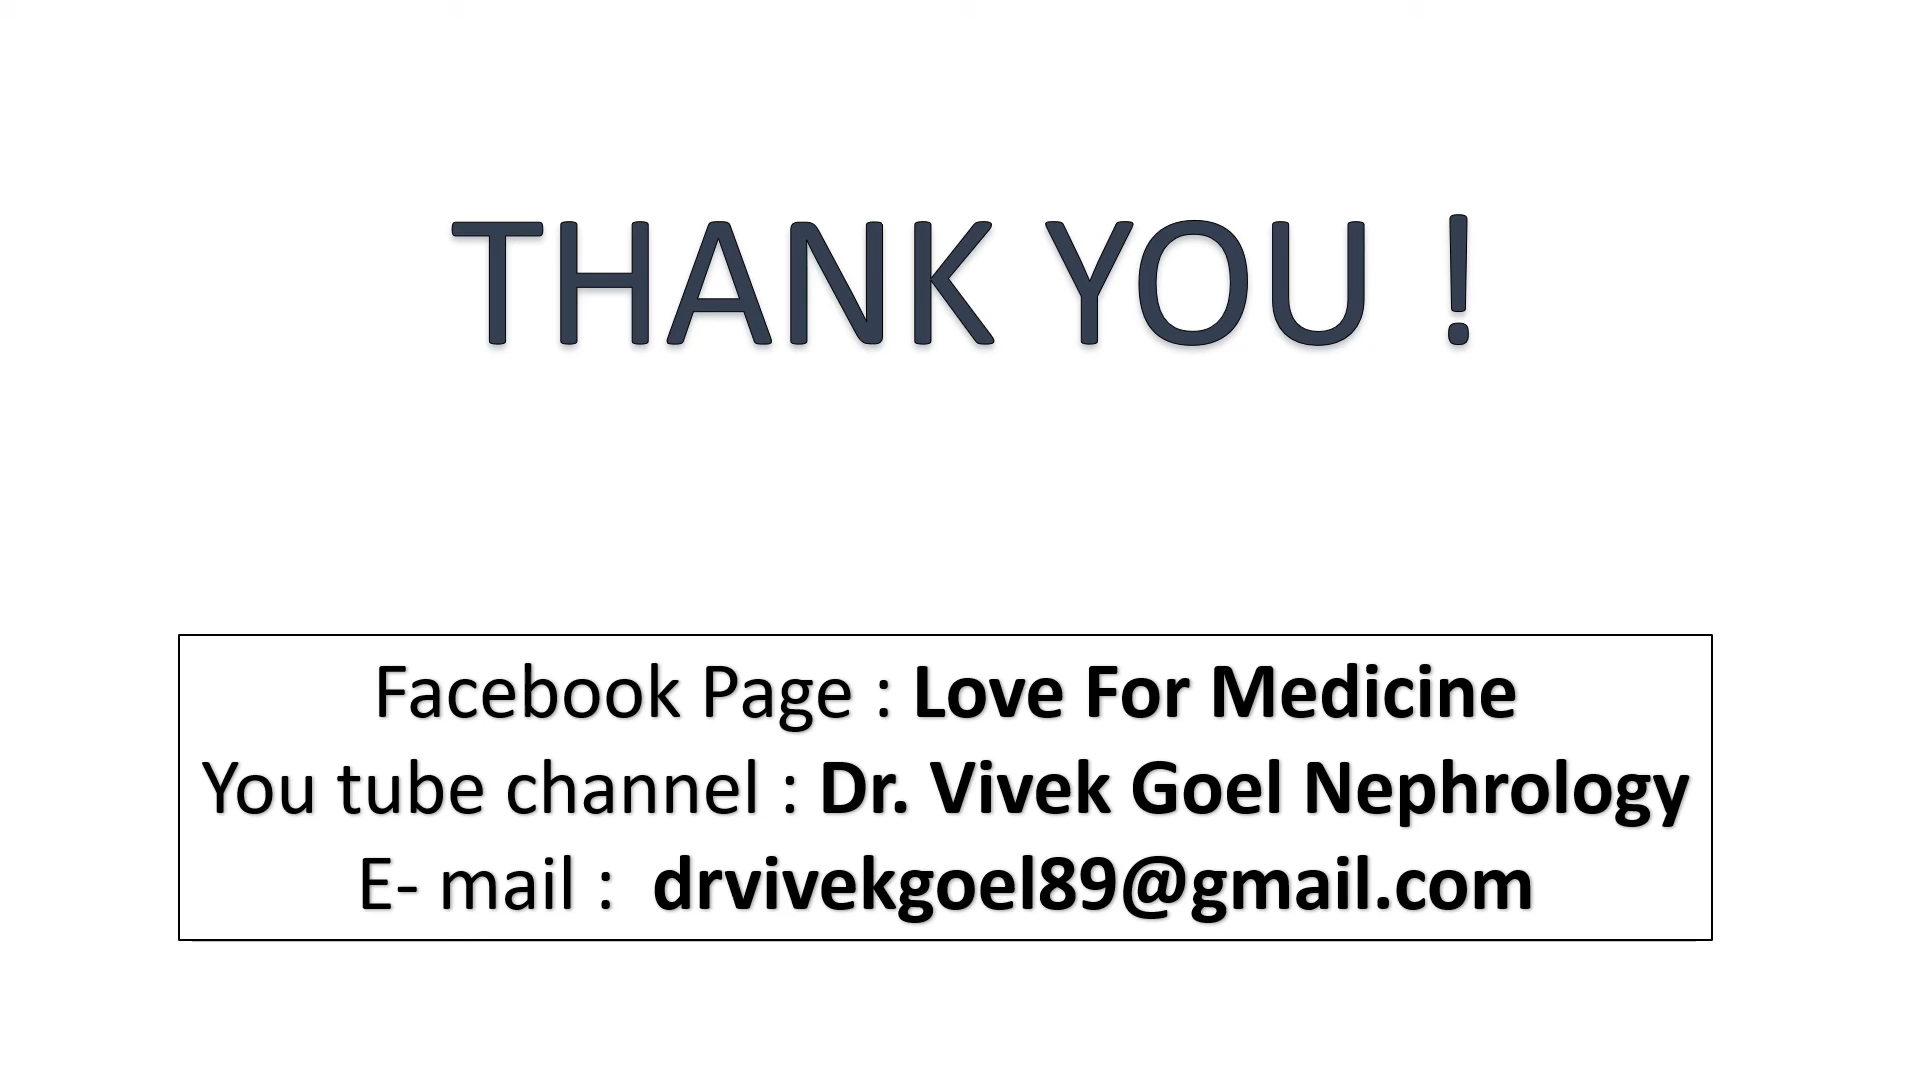 THANK YOU !
Facebook Page : Love For Medicine
You tube channel : Dr. Vivek Goel Nephrology
E- mail :  drvivekgoel89@gmail.com